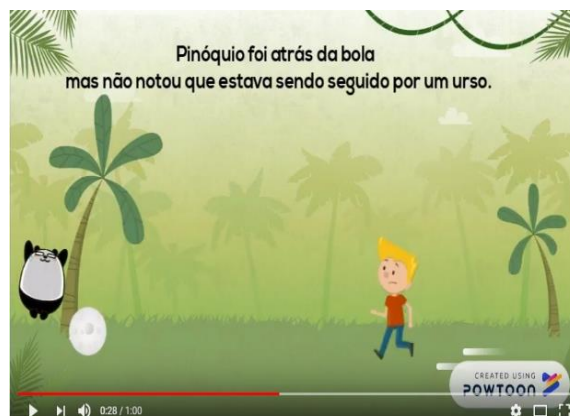 Pinóquio foi atrás da bola
mas não notou que estava sendo seguido por um urso.
CREATED USING
POWTOON
0:28 / 1:00